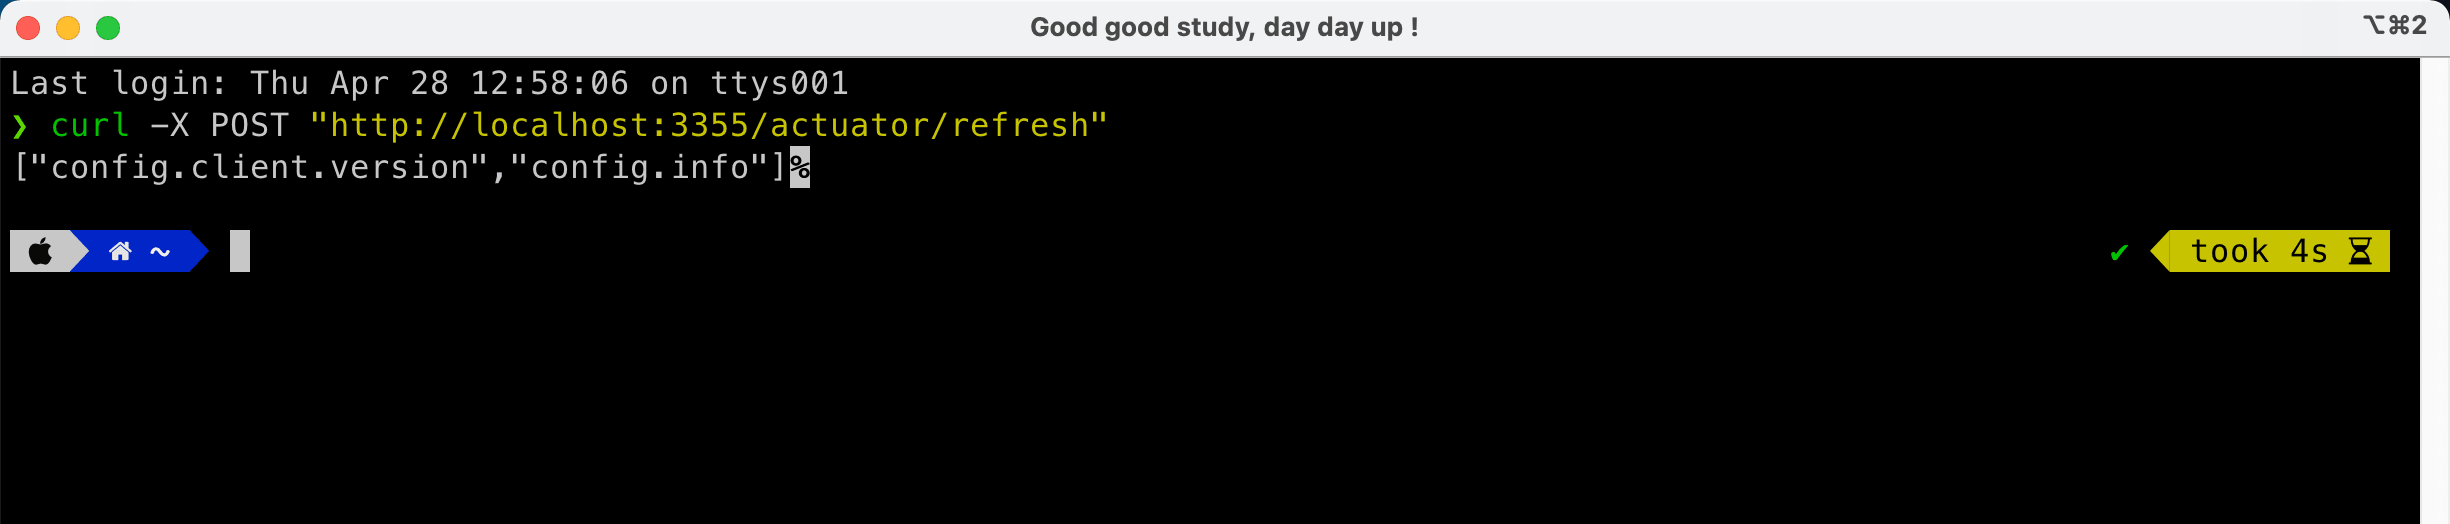 Good good study, day day up !
⌥⌘2
Last login: Thu Apr 28 12:58:06 on ttys001
❯ curl -X POST "http://localhost:3355/actuator/refresh"
["config.client.version","config.info"]%
~
✔ took 4s